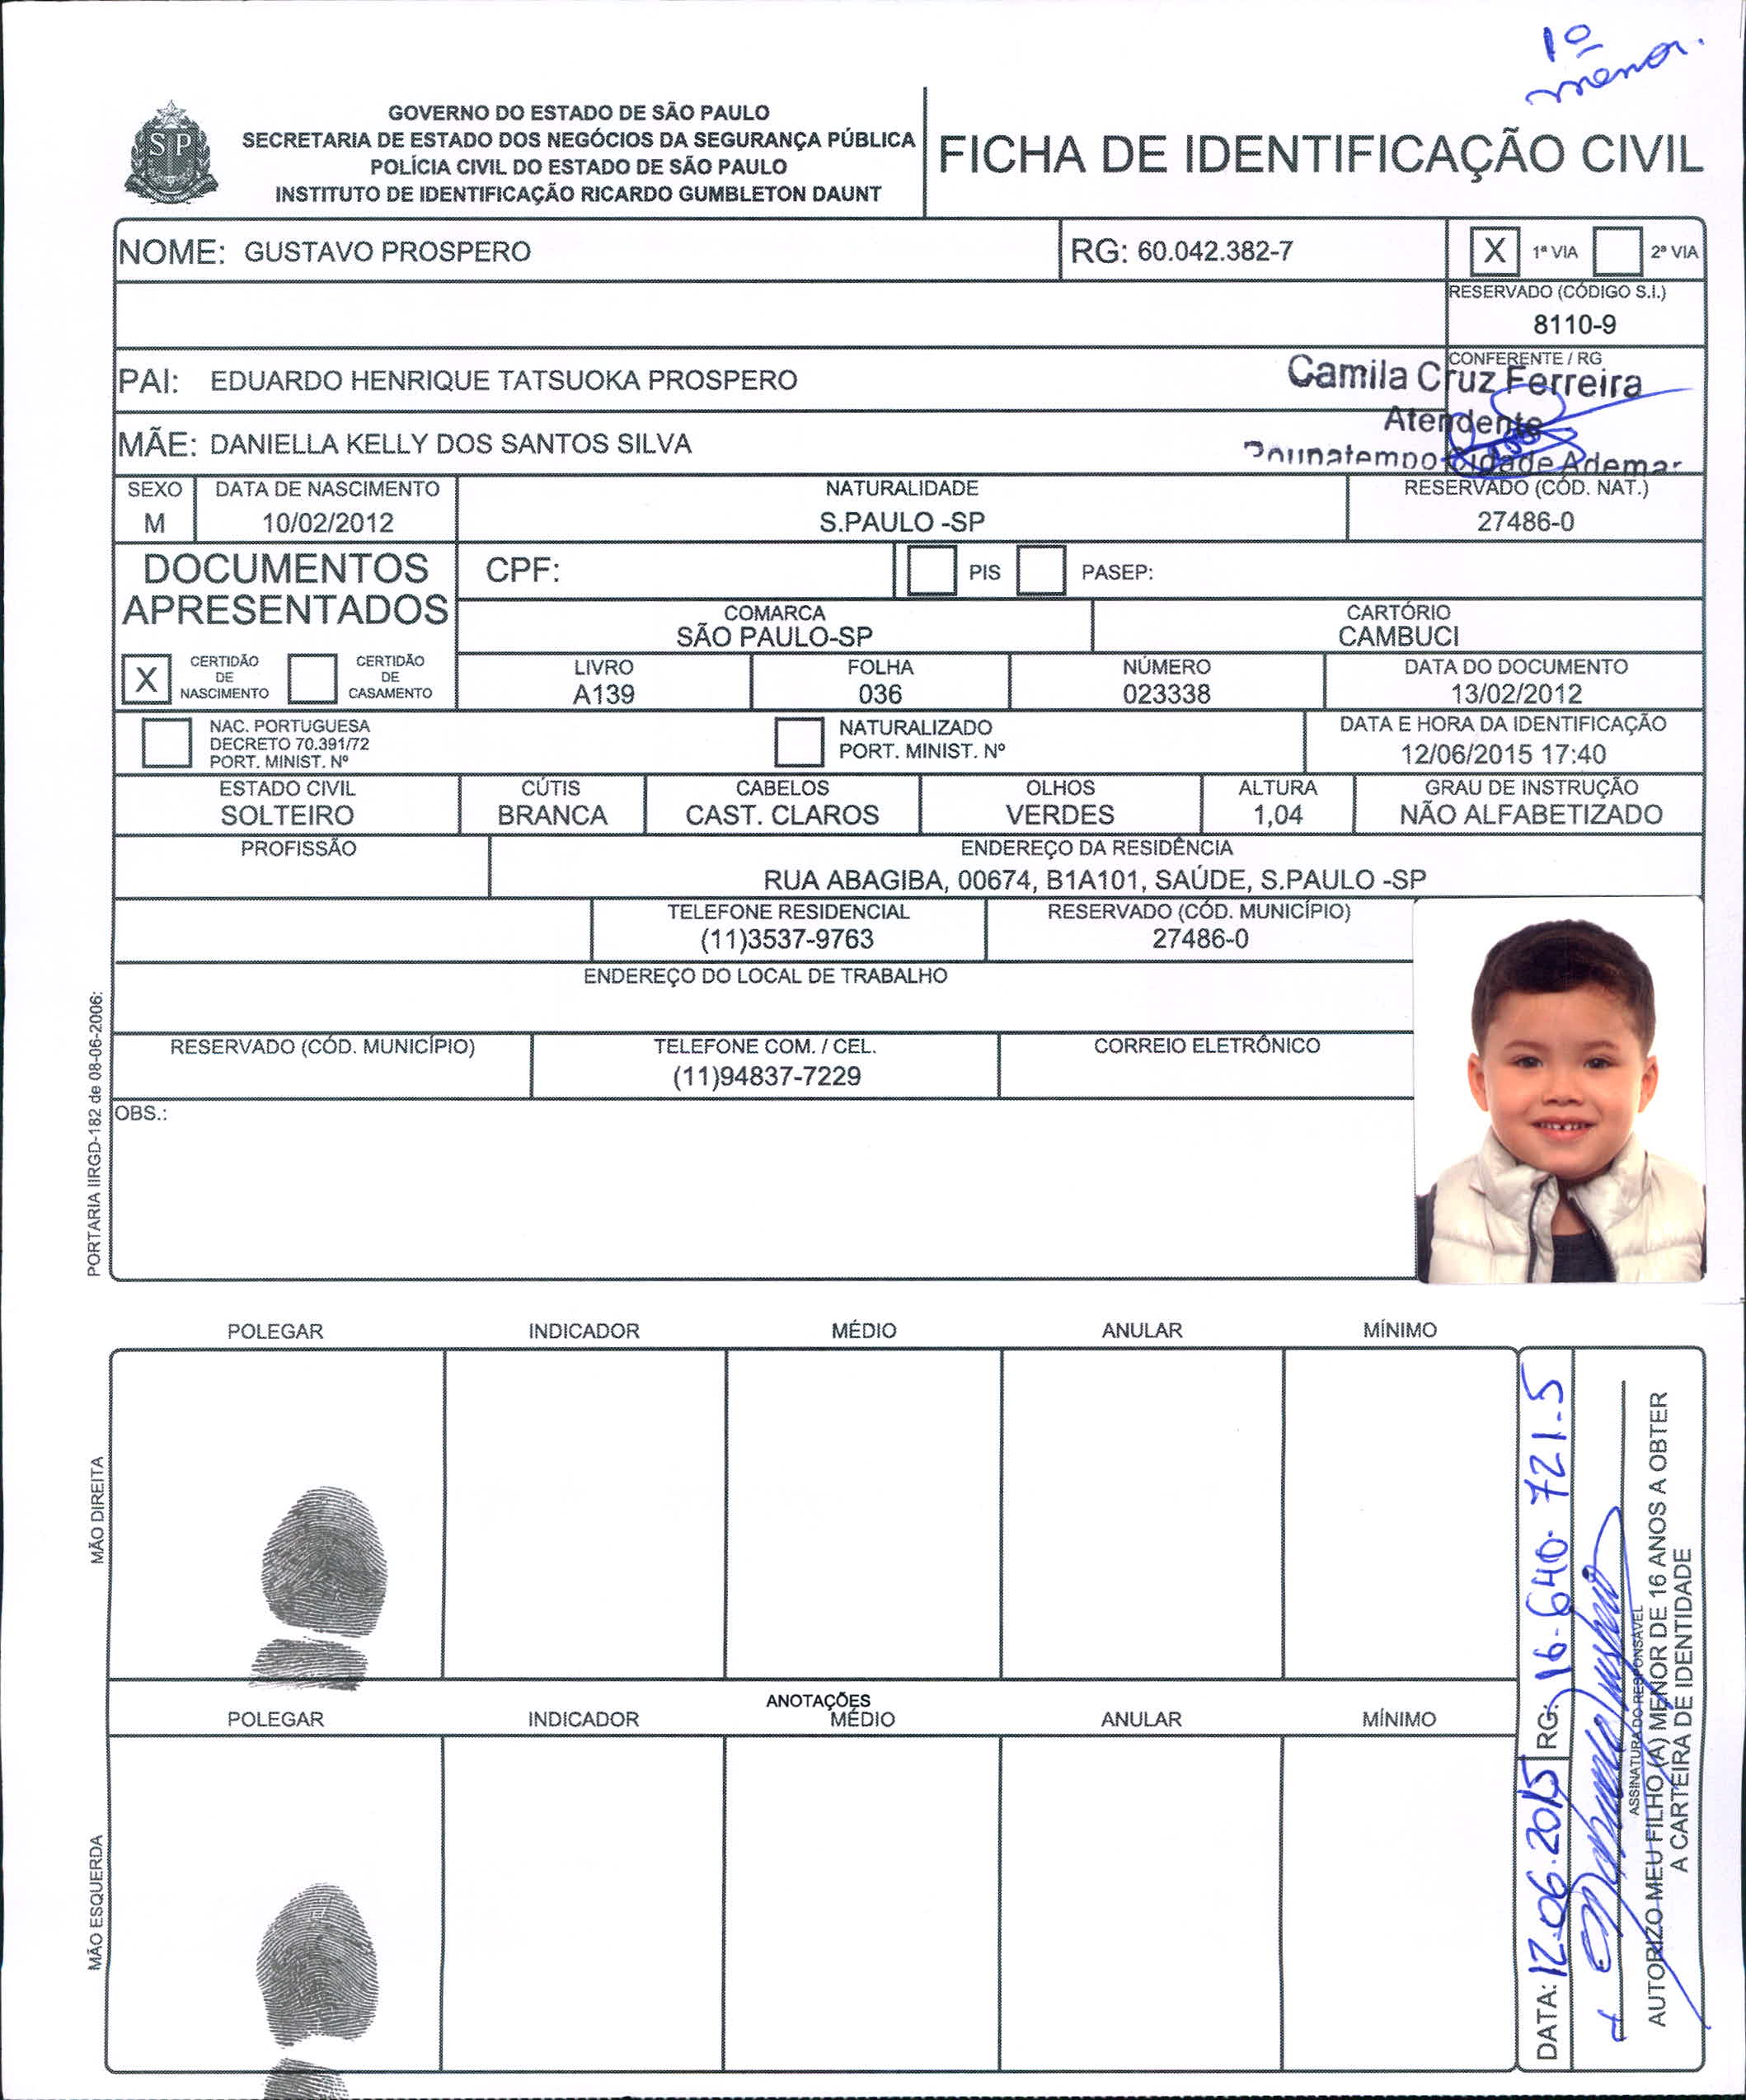 1º
menor.
GOVERNO DO ESTADO DE SÃO PAULO
SECRETARIA DE ESTADO DOS NEGÓCIOS DA SEGURANÇA PÚBLICA
POLÍCIA CIVIL DO ESTADO DE SÃO PAULO
INSTITUTO DE IDENTIFICAÇÃO RICARDO GUMBLETON DAUNT
FICHA DE IDENTIFICAÇÃO CIVIL
NOME: GUSTAVO PROSPERO
RG: 60.042.382-7
X 1ª VIA 2ª VIA
RESERVADO (CÓDIGO S.I.)
8110-9
PAI: EDUARDO HENRIQUE TATSUOKA PROSPERO
CONFERENTE / RG
Camila Cruz Ferreira
Atendente
Poupatempo Cidade Ademar
MÃE: DANIELLA KELLY DOS SANTOS SILVA
SEXO
M
DATA DE NASCIMENTO
10/02/2012
NATURALIDADE
S.PAULO -SP
RESERVADO (CÓD. NAT.)
27486-0
DOCUMENTOS
APRESENTADOS
CPF:
PIS
PASEP:
COMARCA
SÃO PAULO-SP
CARTÓRIO
CAMBUCI
X CERTIDÃO
DE
NASCIMENTO
CERTIDÃO
DE
CASAMENTO
LIVRO
A139
FOLHA
036
NÚMERO
023338
DATA DO DOCUMENTO
13/02/2012
NAC. PORTUGUESA
DECRETO 70.391/72
PORT. MINIST. Nº
NATURALIZADO
PORT. MINIST. Nº
DATA E HORA DA IDENTIFICAÇÃO
12/06/2015 17:40
ESTADO CIVIL
SOLTEIRO
CÚTIS
BRANCA
CABELOS
CAST. CLAROS
OLHOS
VERDES
ALTURA
1,04
GRAU DE INSTRUÇÃO
NÃO ALFABETIZADO
PROFISSÃO
ENDEREÇO DA RESIDÊNCIA
RUA ABAGIBA, 00674, B1A101, SAÚDE, S.PAULO -SP
TELEFONE RESIDENCIAL
(11)3537-9763
RESERVADO (CÓD. MUNICÍPIO)
27486-0
ENDEREÇO DO LOCAL DE TRABALHO
RESERVADO (CÓD. MUNICÍPIO)
TELEFONE COM. / CEL.
(11)94837-7229
CORREIO ELETRÔNICO
OBS.:
PORTARIA IIRGD-182 de 08-06-2006:
POLEGAR INDICADOR MÉDIO ANULAR MÍNIMO
MÃO DIREITA
ANOTAÇÕES
POLEGAR INDICADOR MÉDIO ANULAR MÍNIMO
MÃO ESQUERDA
DATA: 12.06.2015 RG: 16.640.721.5
ASSINATURA DO RESPONSÁVEL
AUTORIZO MEU FILHO (A) MENOR DE 16 ANOS A OBTER
A CARTEIRA DE IDENTIDADE